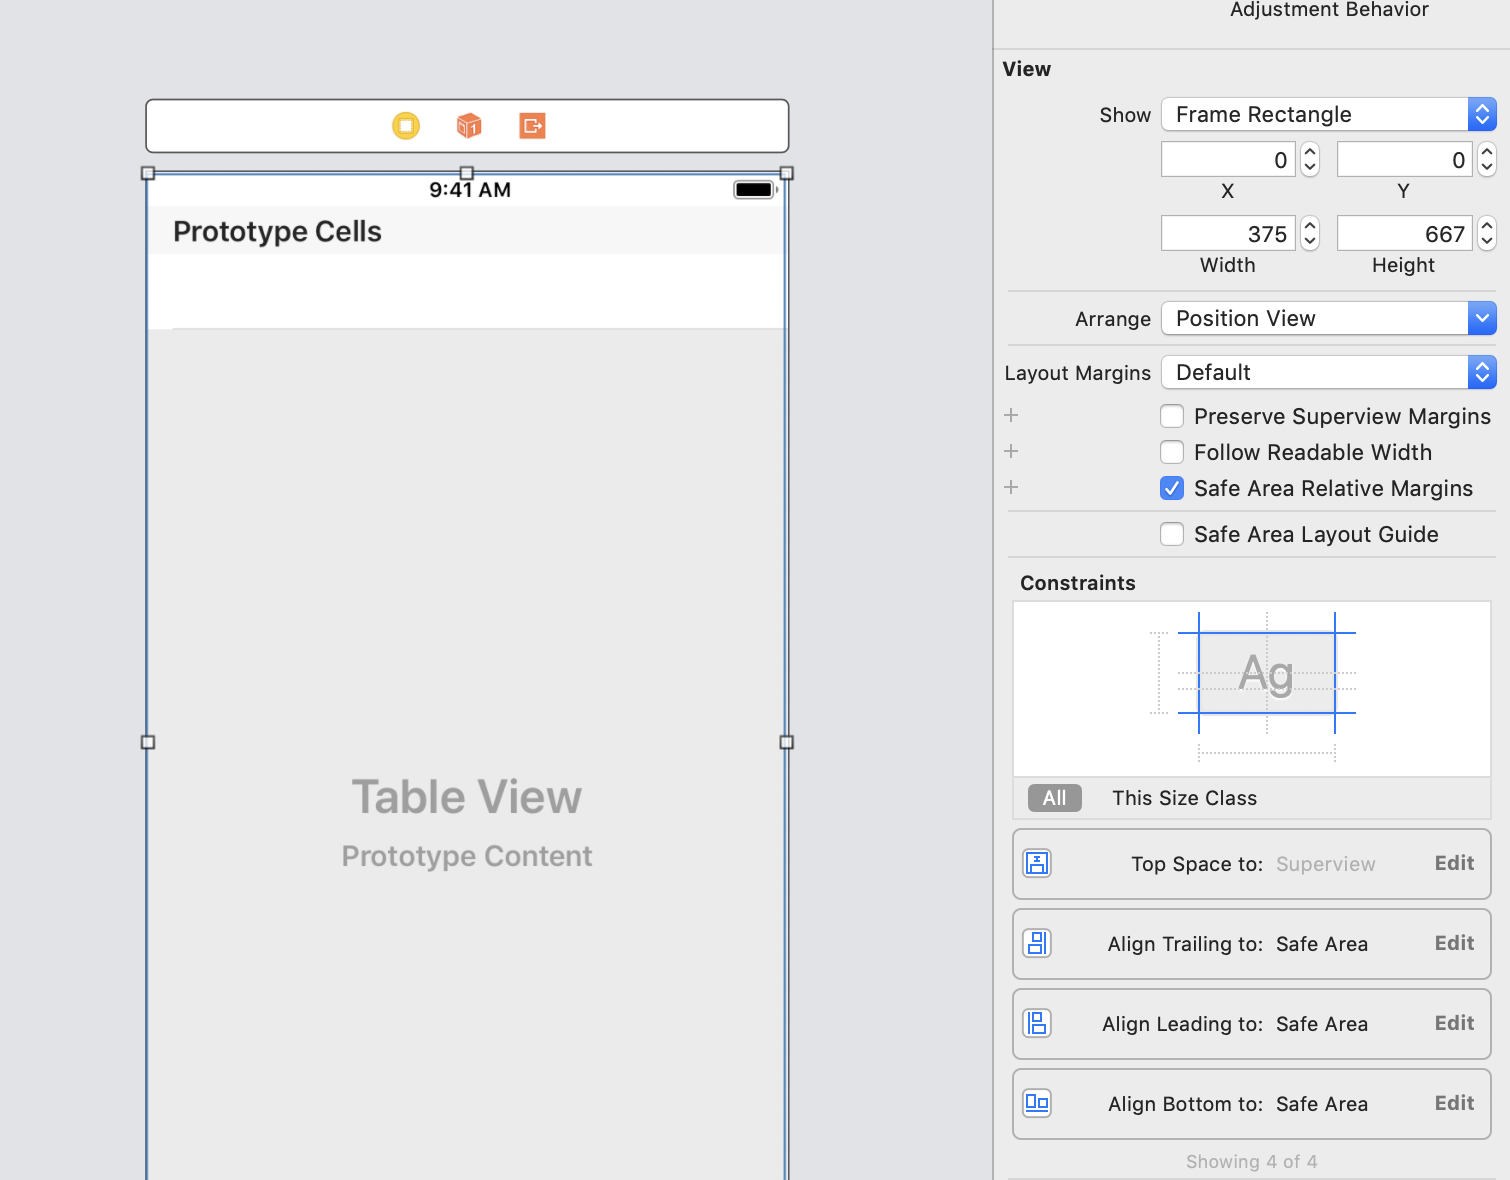 Adjustment Behavior
View
Show Frame Rectangle
0 0
X Y
375 667
Width Height
Arrange Position View
Layout Margins Default
Preserve Superview Margins
Follow Readable Width
Safe Area Relative Margins
Safe Area Layout Guide
Constraints
Ag
All This Size Class
Top Space to: Superview Edit
Align Trailing to: Safe Area Edit
Align Leading to: Safe Area Edit
Align Bottom to: Safe Area Edit
Showing 4 of 4
1
9:41 AM
Prototype Cells
Table View
Prototype Content